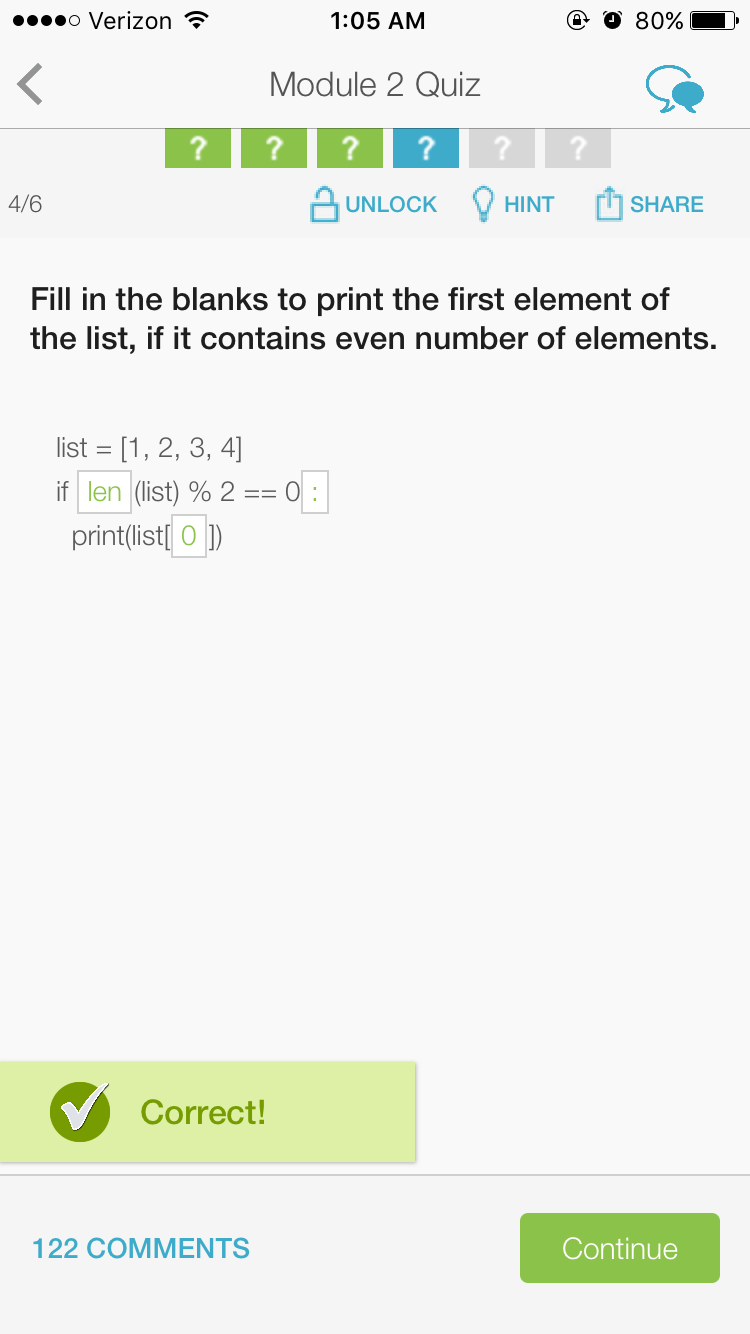 Verizon 1:05 AM 80%
Module 2 Quiz
? ? ? ? ? ?
4/6 UNLOCK HINT SHARE
Fill in the blanks to print the first element of
the list, if it contains even number of elements.
list = [1, 2, 3, 4]
if len (list) % 2 == 0 :
print(list[ 0 ])
Correct!
122 COMMENTS Continue